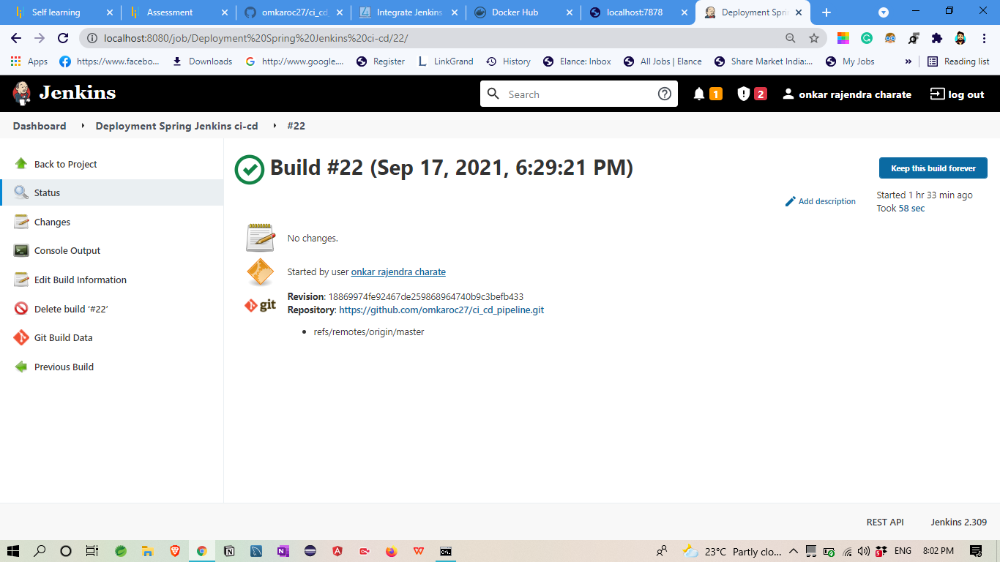 Self learning
Assessment
omkaroc27/ci_cd
Integrate Jenkins
Docker Hub
localhost:7878
Deployment Spri
localhost:8080/job/Deployment%20Spring%20Jenkins%20ci-cd/22/
Apps
https://www.facebo...
Downloads
http://www.google....
Register
LinkGrand
History
Elance: Inbox
All Jobs | Elance
Share Market India:...
My Jobs
»
Reading list
Jenkins
Search
1
2
onkar rajendra charate
log out
Dashboard
Deployment Spring Jenkins ci-cd
#22
Back to Project
Status
Changes
Console Output
Edit Build Information
Delete build ‘#22’
Git Build Data
Previous Build
Build #22 (Sep 17, 2021, 6:29:21 PM)
Keep this build forever
Add description
Started 1 hr 33 min ago
Took 58 sec
No changes.
Started by user onkar rajendra charate
git
Revision: 18869974fe92467de259868964740b9c3befb433
Repository: https://github.com/omkaroc27/ci_cd_pipeline.git
• refs/remotes/origin/master
REST API
Jenkins 2.309
23°C Partly clo...
ENG
8:02 PM